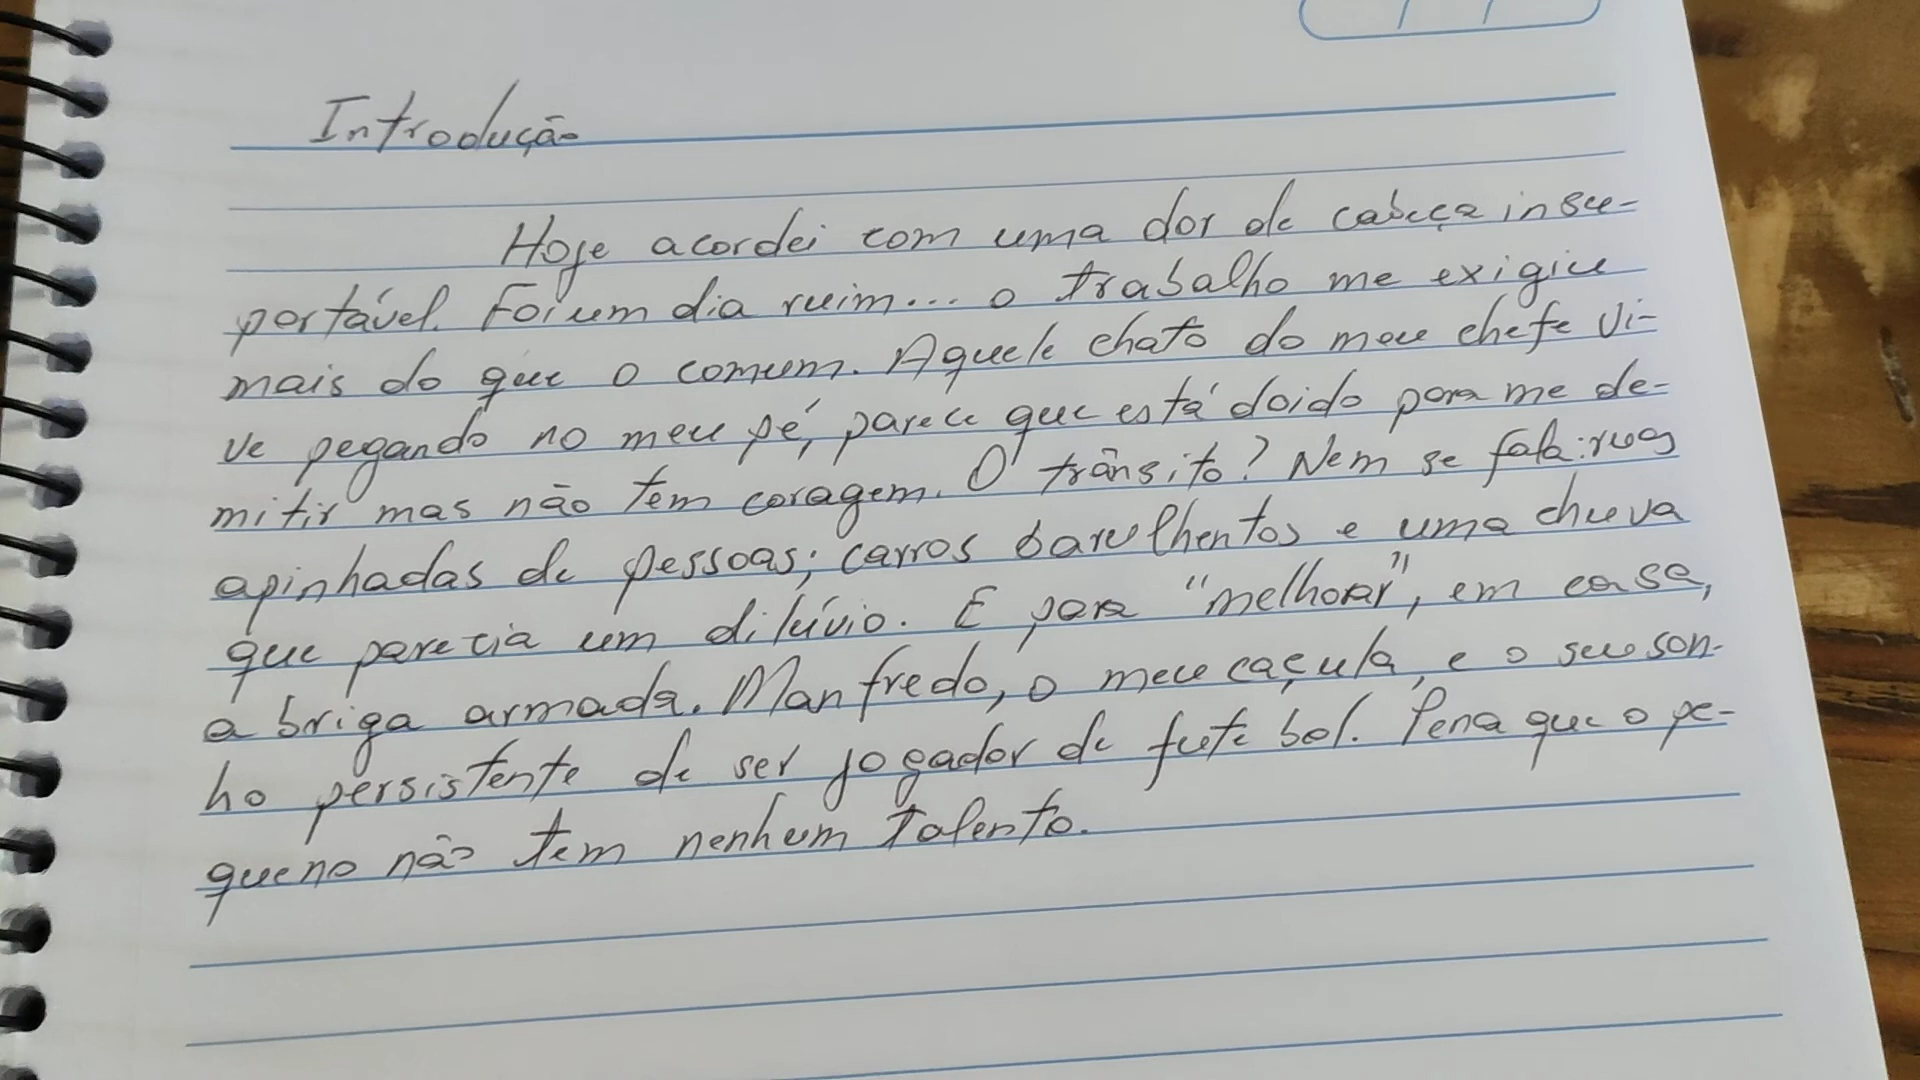 Introdução
Hoje acordei com uma dor de cabeça insu-
portável. Foi um dia ruim... o trabalho me exigiu
mais do que o comum. Aquele chato do meu chefe vi-
ve pegando no meu pé, parece que está doido para me de-
mitir mas não tem coragem. O trânsito? Nem se fala: ruas
apinhadas de pessoas; carros barulhentos e uma chuva
que parecia um dilúvio. E para "melhorar", em casa,
a briga armada. Manfredo, o meu caçula, e o seu son-
ho persistente de ser jogador de futebol. Pena que o pe-
queno não tem nenhum talento.